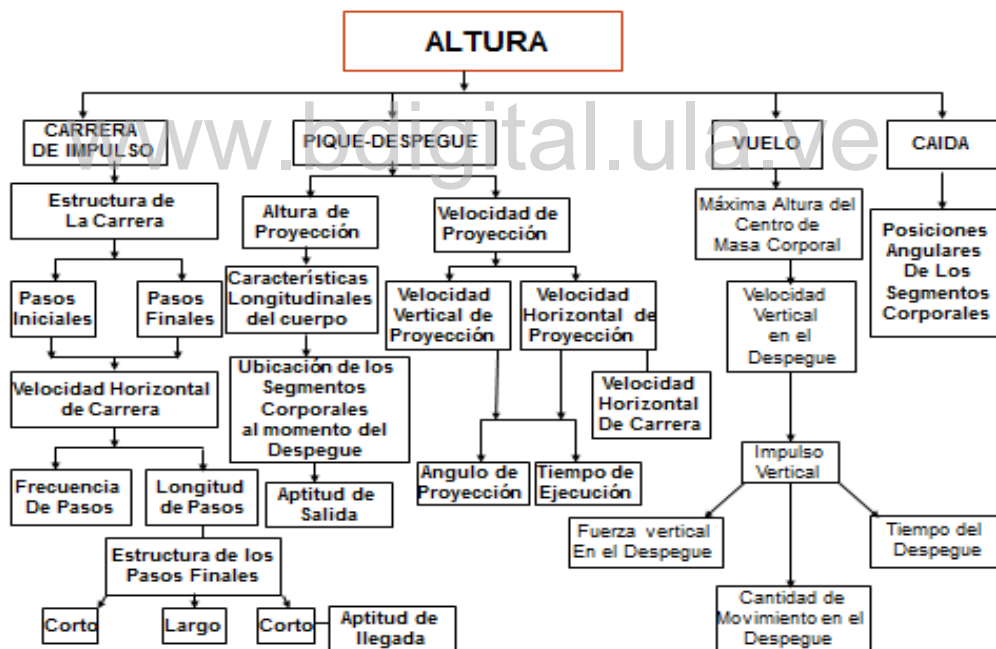 ALTURA
www.bdigital.ula.ve
CARRERA
DE IMPULSO
PIQUE-DESPEGUE
VUELO
CAIDA
Estructura de
La Carrera
Altura de
Proyección
Velocidad de
Proyección
Máxima Altura del
Centro de
Masa Corporal
Posiciones
Angulares
De Los
Segmentos
Corporales
Pasos
Iniciales
Pasos
Finales
Características
Longitudinales
del cuerpo
Velocidad
Vertical de
Proyección
Velocidad
Horizontal de
Proyección
Velocidad
Vertical
en el
Despegue
Velocidad Horizontal
de Carrera
Ubicación de los
Segmentos
Corporales
al momento del
Despegue
Velocidad
Horizontal
De Carrera
Frecuencia
De Pasos
Longitud
de Pasos
Aptitud de
Salida
Angulo de
Proyección
Tiempo de
Ejecución
Impulso
Vertical
Fuerza vertical
En el Despegue
Tiempo del
Despegue
Estructura de los
Pasos Finales
Cantidad de
Movimiento en el
Despegue
Corto
Largo
Corto
Aptitud de
llegada